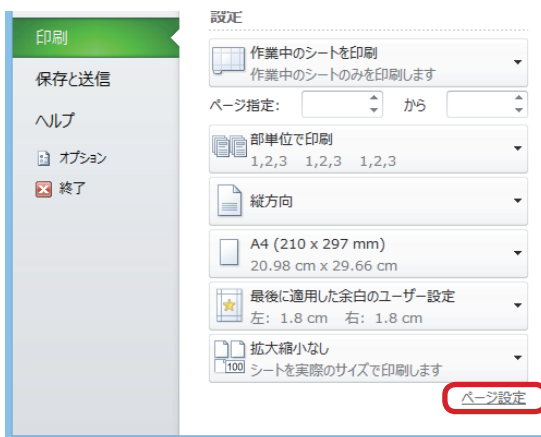 設定
印刷
保存と送信
ヘルプ
オプション
終了
作業中のシートを印刷
作業中のシートのみを印刷します
ページ指定: から
部単位で印刷
1,2,3 1,2,3 1,2,3
縦方向
A4 (210 x 297 mm)
20.98 cm x 29.66 cm
最後に適用した余白のユーザー設定
左: 1.8 cm 右: 1.8 cm
拡大縮小なし
100 シートを実際のサイズで印刷します
ページ設定